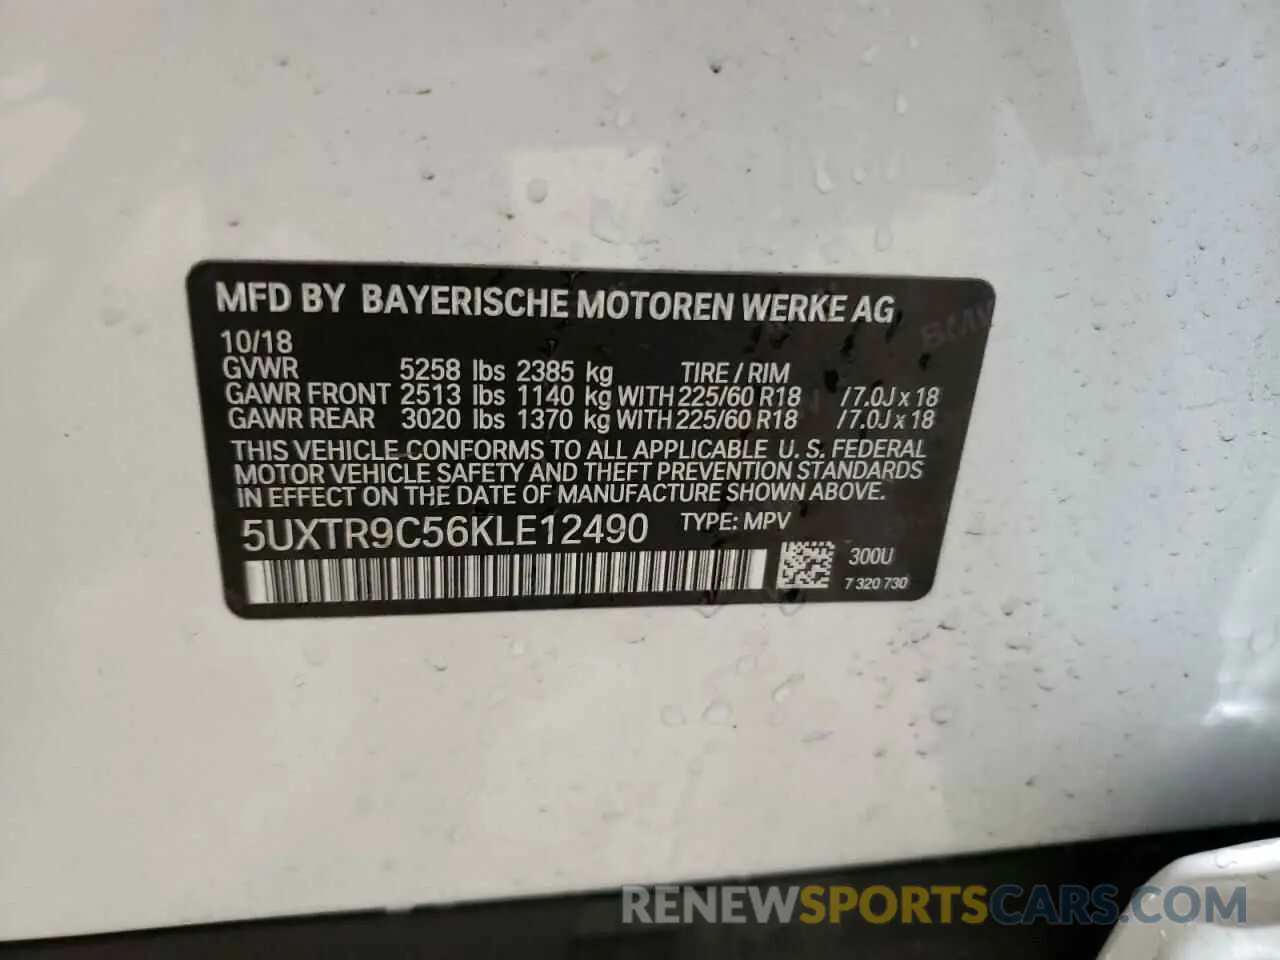 MFD BY BAYERISCHE MOTOREN WERKE AG
10/18
GVWR 5258 lbs 2385 kg TIRE / RIM
GAWR FRONT 2513 lbs 1140 kg WITH 225/60 R18 / 7.0J x 18
GAWR REAR 3020 lbs 1370 kg WITH 225/60 R18 / 7.0J x 18
THIS VEHICLE CONFORMS TO ALL APPLICABLE U. S. FEDERAL
MOTOR VEHICLE SAFETY AND THEFT PREVENTION STANDARDS
IN EFFECT ON THE DATE OF MANUFACTURE SHOWN ABOVE.
5UXTR9C56KLE12490 TYPE: MPV
300U
7 320 730
RENEWSPORTSCARS.COM